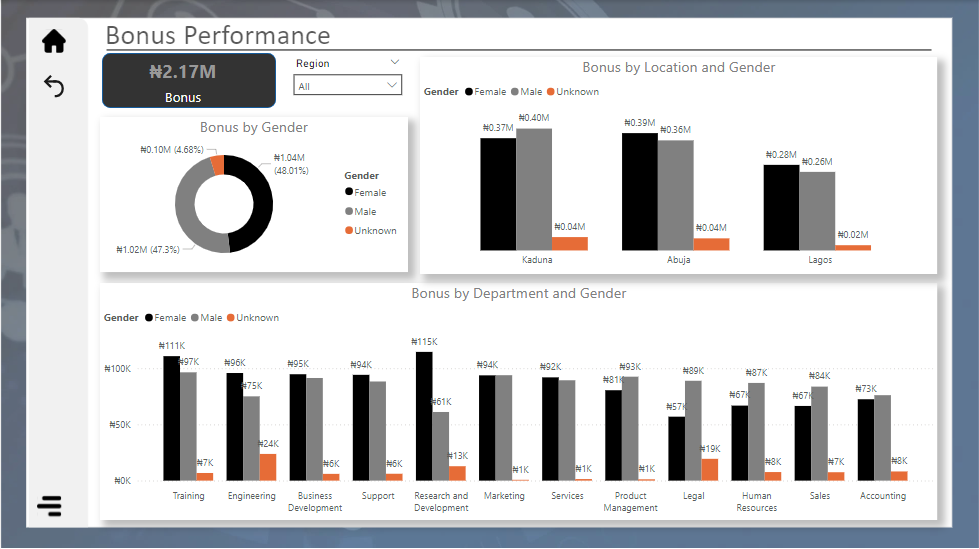 Bonus Performance
₦2.17M
Bonus
Region
All
Bonus by Location and Gender
Gender Female Male Unknown
₦0.37M ₦0.40M ₦0.04M ₦0.39M ₦0.36M ₦0.04M ₦0.28M ₦0.26M ₦0.02M
Kaduna Abuja Lagos
Bonus by Gender
₦0.10M (4.68%)
₦1.04M
(48.01%)
₦1.02M (47.3%)
Gender
Female
Male
Unknown
Bonus by Department and Gender
Gender Female Male Unknown
₦100K
₦50K
₦0K
₦111K ₦97K ₦7K ₦96K ₦75K ₦24K ₦95K ₦6K ₦94K ₦6K ₦115K ₦61K ₦13K ₦94K ₦1K ₦92K ₦1K ₦81K ₦93K ₦1K ₦57K ₦89K ₦19K ₦67K ₦87K ₦8K ₦67K ₦84K ₦7K ₦73K ₦8K
Training Engineering Business Support Research and Marketing Services Product Legal Human Sales Accounting
Development Development Management Resources